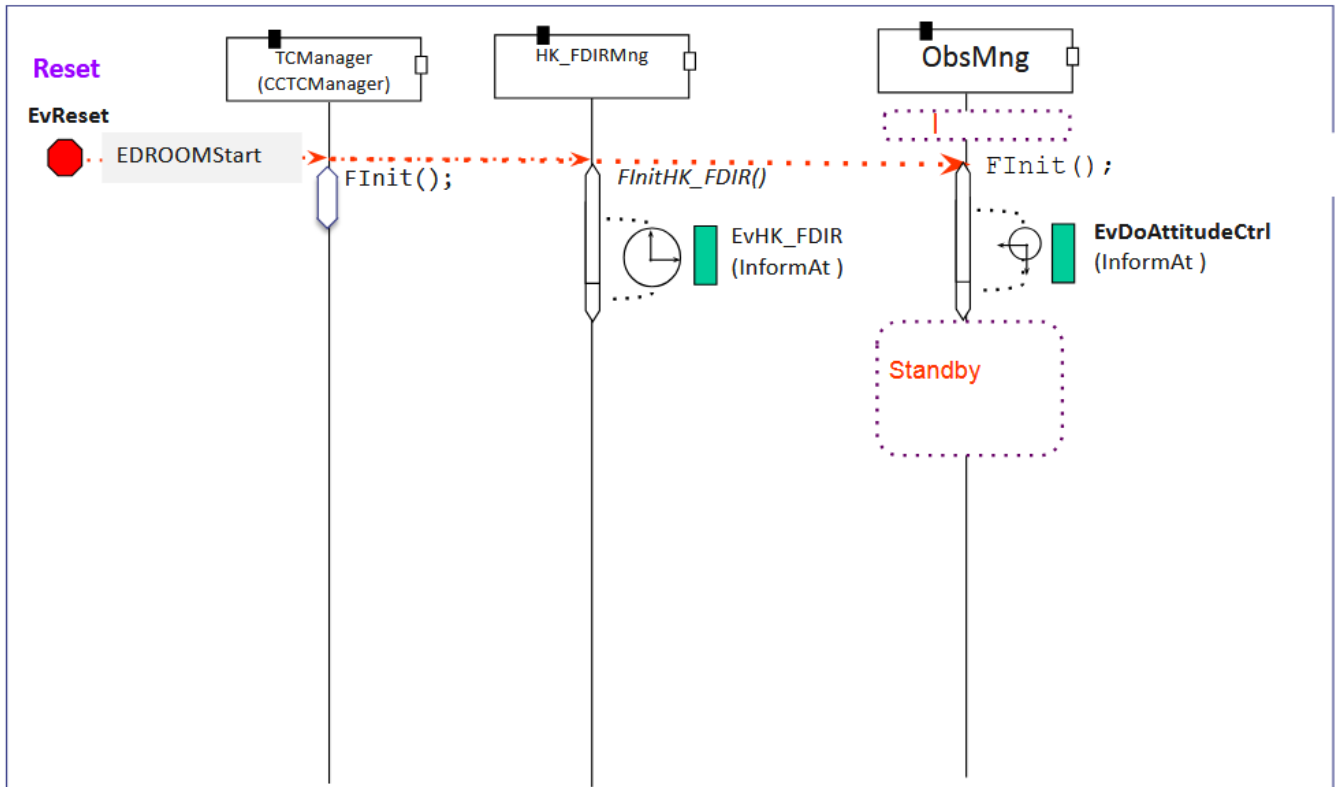 TCManager
(CCTCManager)
HK_FDIRMng
ObsMng
Reset
EvReset
I
EDROOMStart
FInit();
FInitHK_FDIR()
FInit();
EvHK_FDIR
(InformAt )
EvDoAttitudeCtrl
(InformAt )
Standby